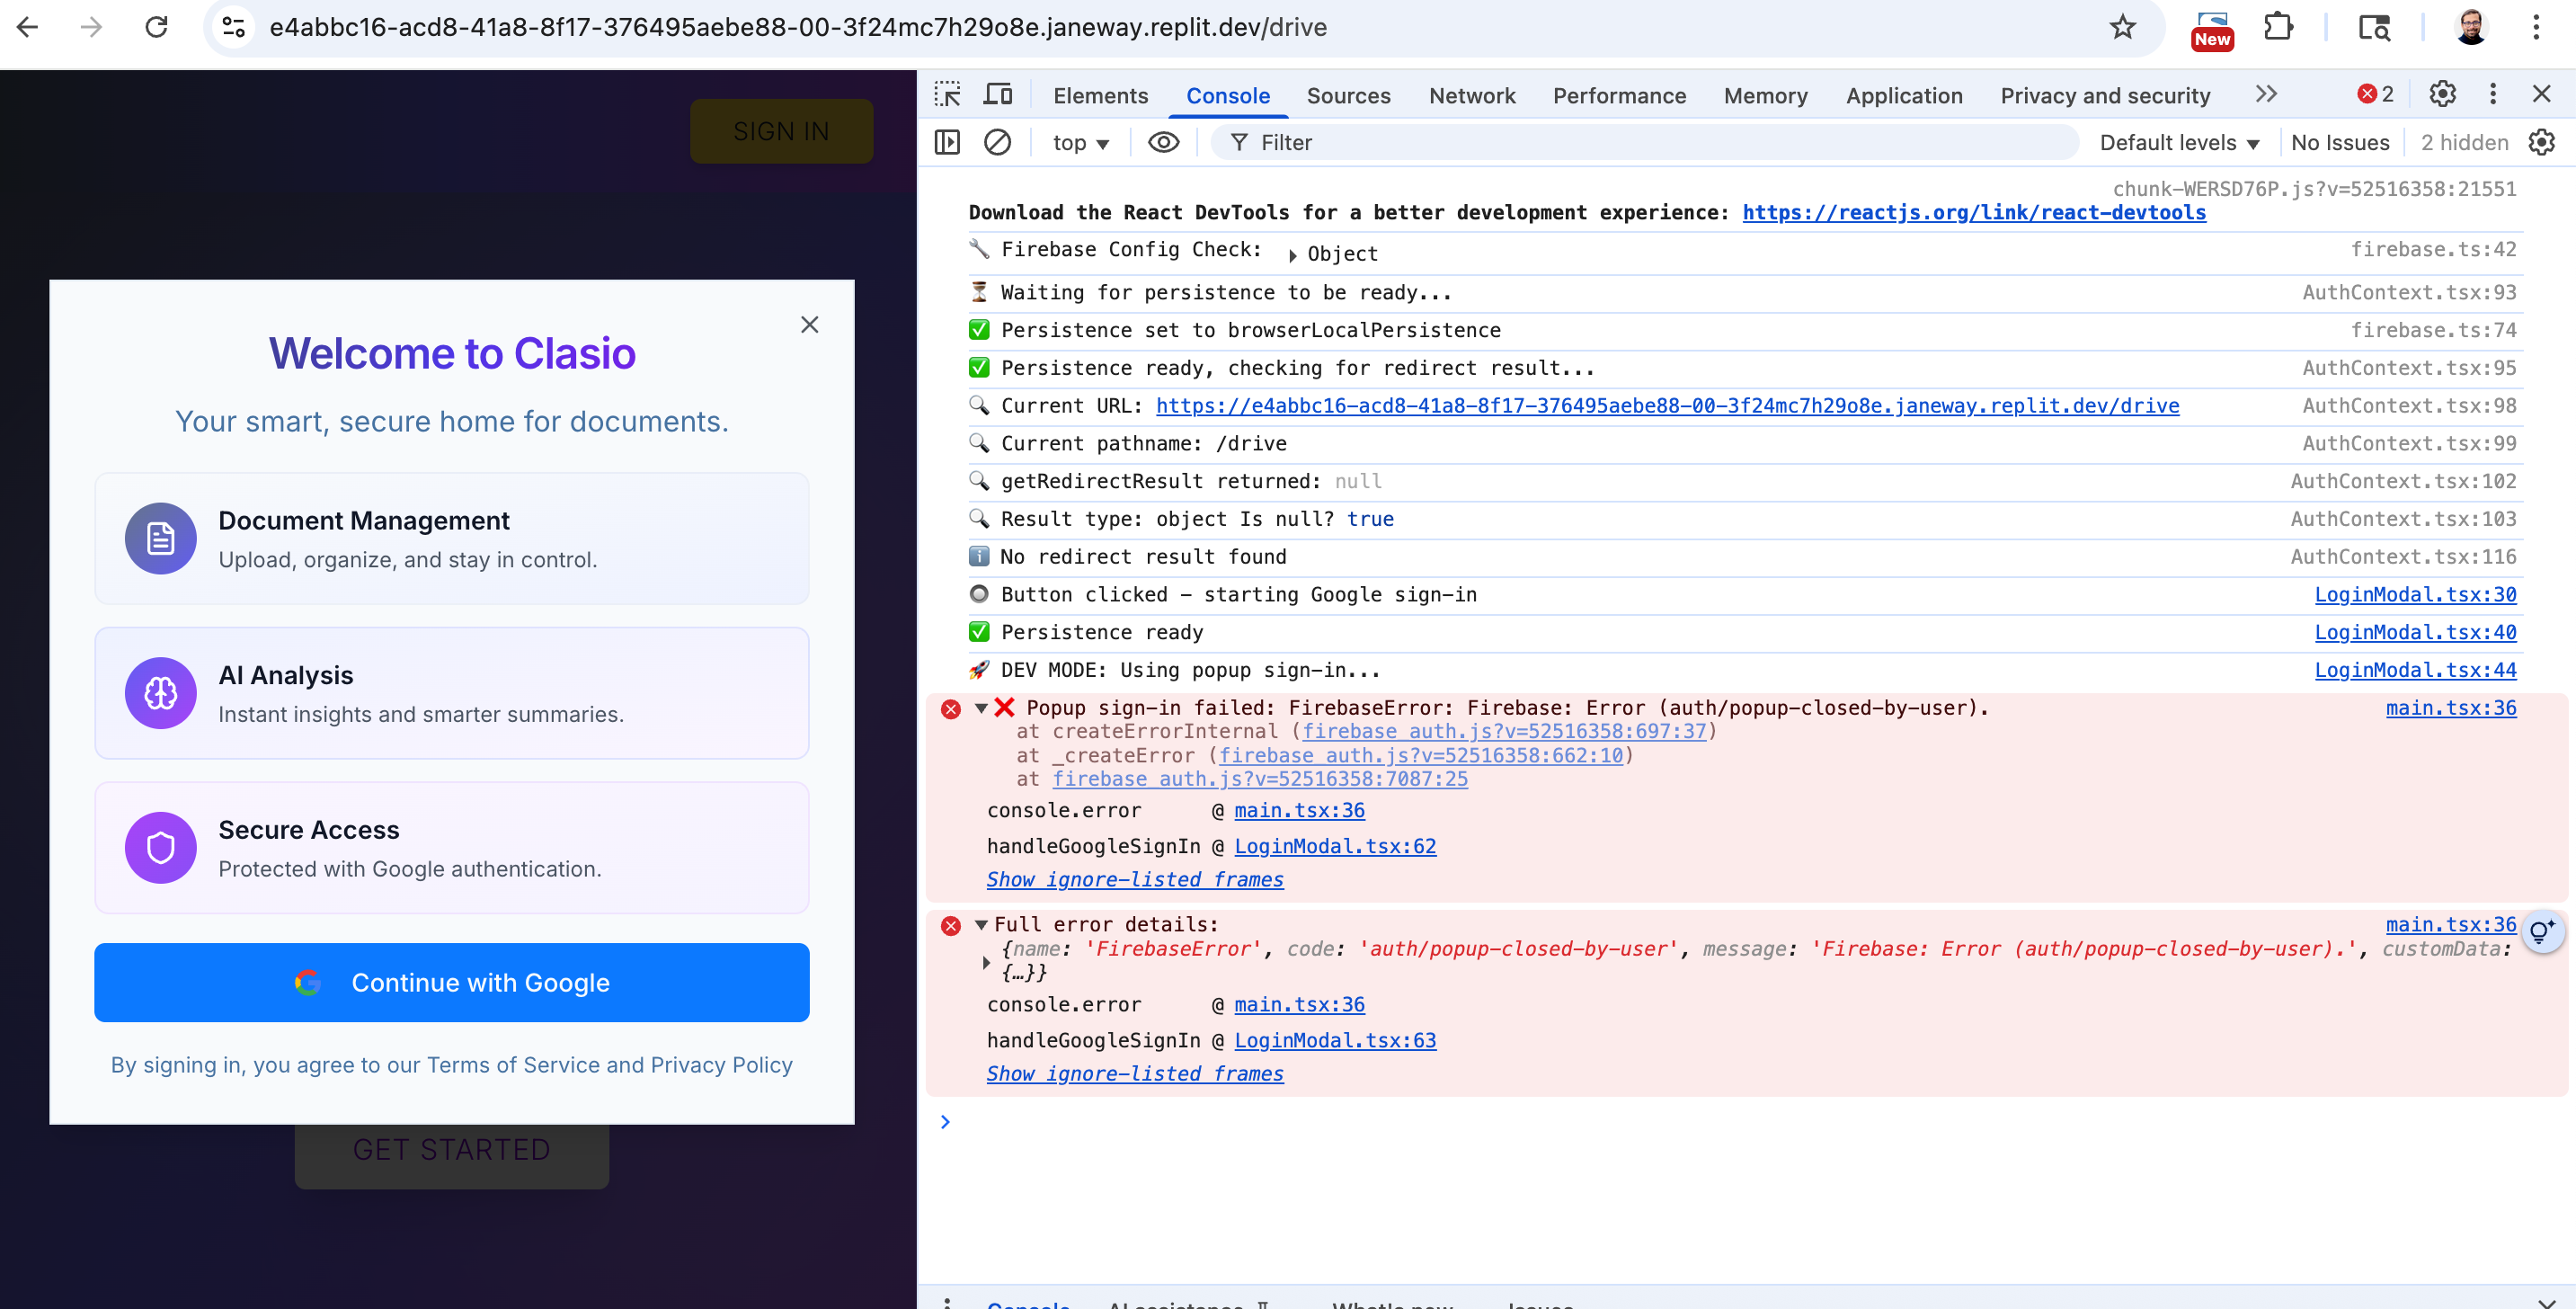 e4abbc16-acd8-41a8-8f17-376495aebe88-00-3f24mc7h29o8e.janeway.replit.dev/drive
New
SIGN IN
Welcome to Clasio
Your smart, secure home for documents.
Document Management
Upload, organize, and stay in control.
AI Analysis
Instant insights and smarter summaries.
Secure Access
Protected with Google authentication.
Continue with Google
By signing in, you agree to our Terms of Service and Privacy Policy
GET STARTED
Elements Console Sources Network Performance Memory Application Privacy and security 2
top Filter Default levels No Issues 2 hidden
chunk-WERSD76P.js?v=52516358:21551
Download the React DevTools for a better development experience: https://reactjs.org/link/react-devtools
🔧 Firebase Config Check: ▶ Object firebase.ts:42
⏳ Waiting for persistence to be ready... AuthContext.tsx:93
✅ Persistence set to browserLocalPersistence firebase.ts:74
✅ Persistence ready, checking for redirect result... AuthContext.tsx:95
🔍 Current URL: https://e4abbc16-acd8-41a8-8f17-376495aebe88-00-3f24mc7h29o8e.janeway.replit.dev/drive AuthContext.tsx:98
🔍 Current pathname: /drive AuthContext.tsx:99
🔍 getRedirectResult returned: null AuthContext.tsx:102
🔍 Result type: object Is null? true AuthContext.tsx:103
ℹ️ No redirect result found AuthContext.tsx:116
🔘 Button clicked - starting Google sign-in LoginModal.tsx:30
✅ Persistence ready LoginModal.tsx:40
🚀 DEV MODE: Using popup sign-in... LoginModal.tsx:44
▼❌ Popup sign-in failed: FirebaseError: Firebase: Error (auth/popup-closed-by-user). main.tsx:36
at createErrorInternal (firebase_auth.js?v=52516358:697:37)
at _createError (firebase_auth.js?v=52516358:662:10)
at firebase_auth.js?v=52516358:7087:25
console.error @ main.tsx:36
handleGoogleSignIn @ LoginModal.tsx:62
Show ignore-listed frames
▼Full error details: main.tsx:36
{name: 'FirebaseError', code: 'auth/popup-closed-by-user', message: 'Firebase: Error (auth/popup-closed-by-user).', customData:
{…}}
console.error @ main.tsx:36
handleGoogleSignIn @ LoginModal.tsx:63
Show ignore-listed frames
Console AI assistance What's new Issues